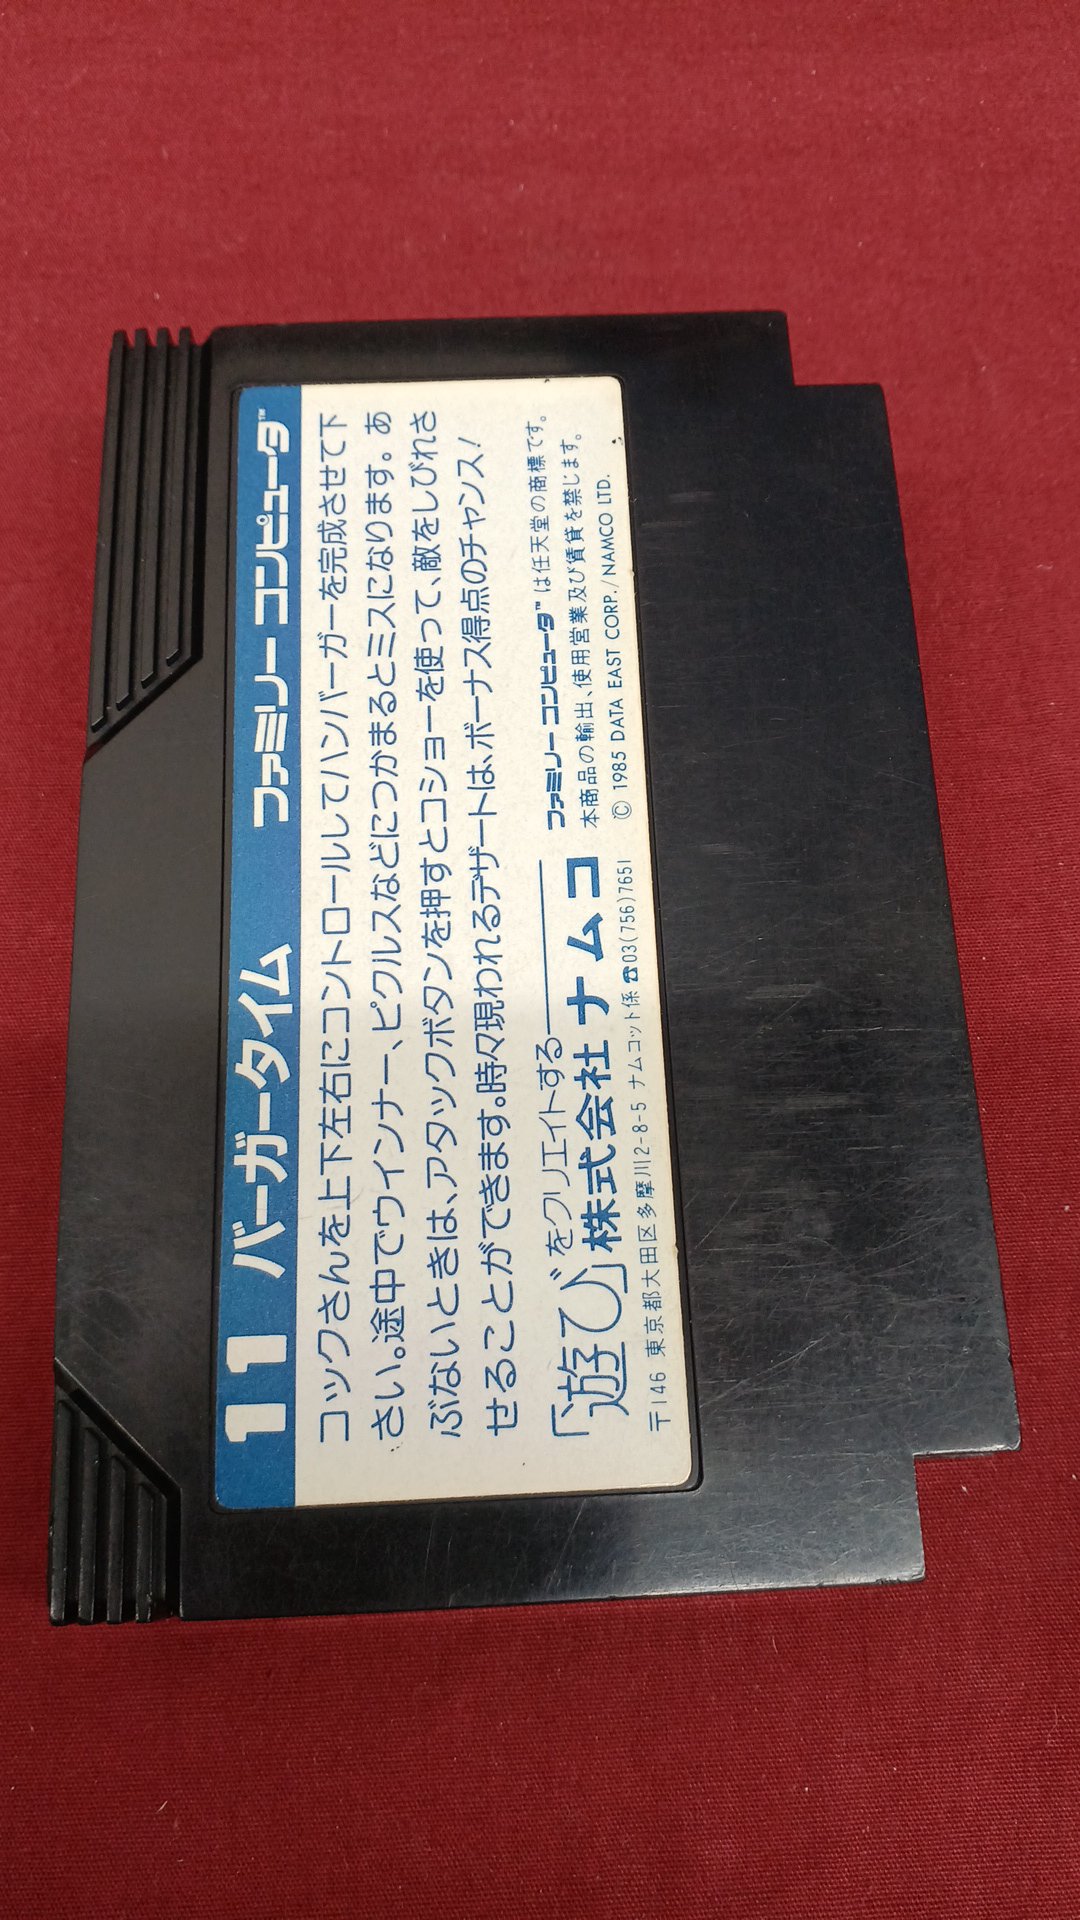 11 バーガータイム ファミリーコンピュータ™
コックさんを上下左右にコントロールしてハンバーガーを完成させて下
さい。途中でウインナー、ピクルスなどにつかまるとミスになります。あ
ぶないときは、アタックボタンを押すとコショーを使って、敵をしびれさ
せることができます。時々現われるデザートは、ボーナス得点のチャンス!
「遊び」をクリエイトする——
株式会社ナムコ
〒146 東京都大田区多摩川2-8-5 ナムコット係 ☎03(756)7651
ファミリーコンピュータ™は任天堂の商標です。
本商品の輸出、使用営業及び賃貸を禁じます。
© 1985 DATA EAST CORP./NAMCO LTD.